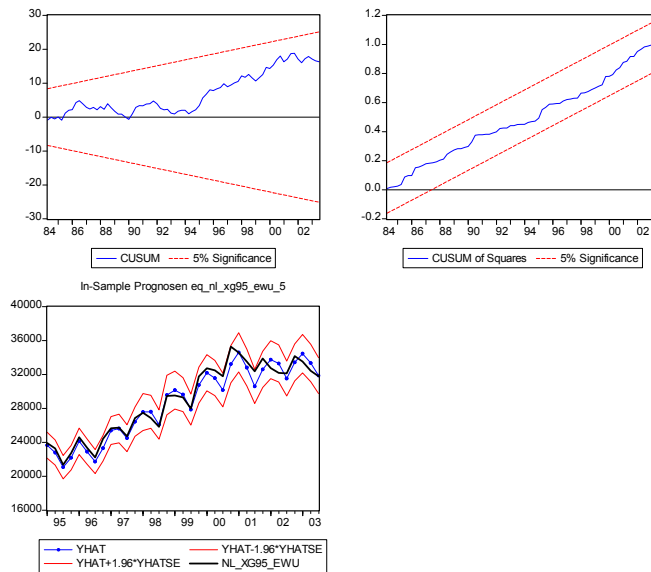 30
20
10
0
-10
-20
-30
84 86 88 90 92 94 96 98 00 02
CUSUM 5% Significance
1.2
1.0
0.8
0.6
0.4
0.2
0.0
-0.2
84 86 88 90 92 94 96 98 00 02
CUSUM of Squares 5% Significance
In-Sample Prognosen eq_nl_xg95_ewu_5
40000
36000
32000
28000
24000
20000
16000
95 96 97 98 99 00 01 02 03
YHAT YHAT-1.96*YHATSE
YHAT+1.96*YHATSE NL_XG95_EWU